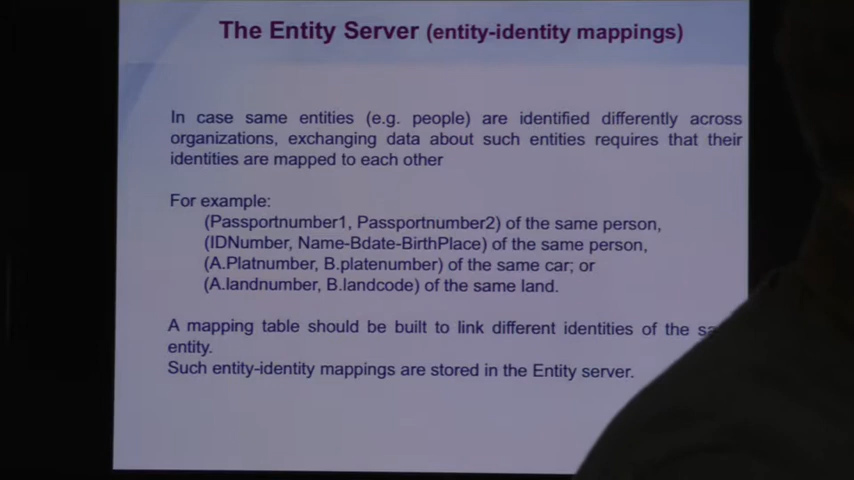 The Entity Server (entity-identity mappings)
In case same entities (e.g. people) are identified differently across
organizations, exchanging data about such entities requires that their
identities are mapped to each other
For example:
(Passportnumber1, Passportnumber2) of the same person,
(IDNumber, Name-Bdate-BirthPlace) of the same person,
(A.Platnumber, B.platenumber) of the same car; or
(A.landnumber, B.landcode) of the same land.
A mapping table should be built to link different identities of the
entity.
Such entity-identity mappings are stored in the Entity server.